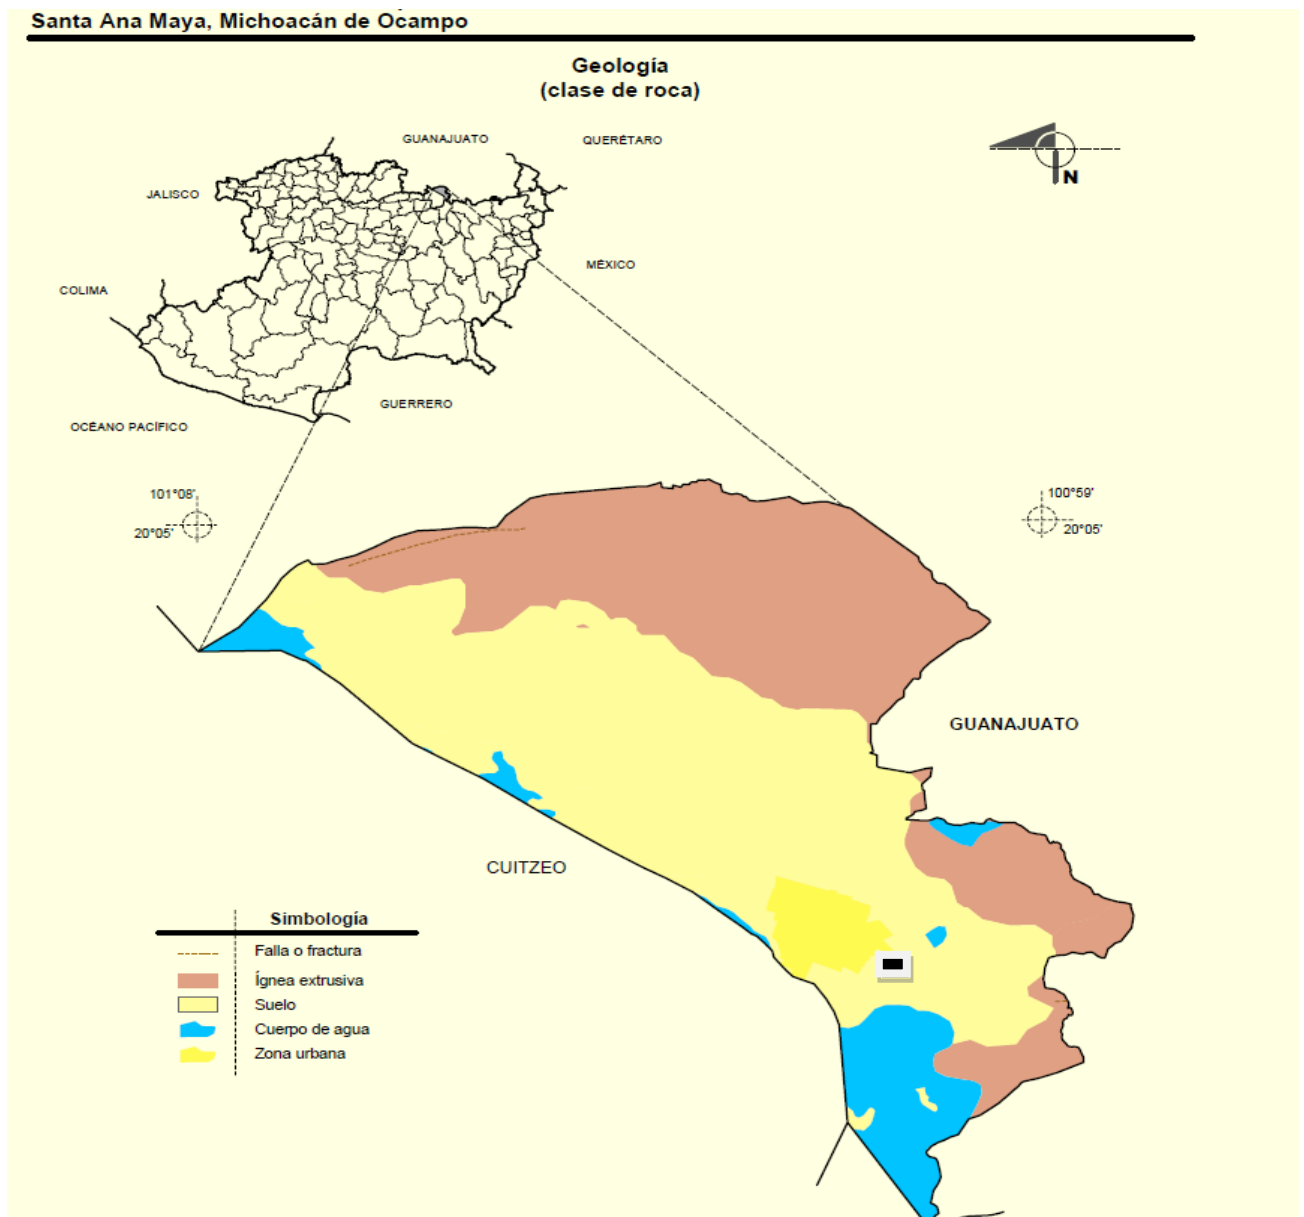 Santa Ana Maya, Michoacán de Ocampo
Geología
(clase de roca)
GUANAJUATO
QUERÉTARO
N
JALISCO
MÉXICO
COLIMA
GUERRERO
OCÉANO PACÍFICO
101°08'
20°05'
100°59'
20°05'
GUANAJUATO
CUITZEO
Simbología
Falla o fractura
Ígnea extrusiva
Suelo
Cuerpo de agua
Zona urbana